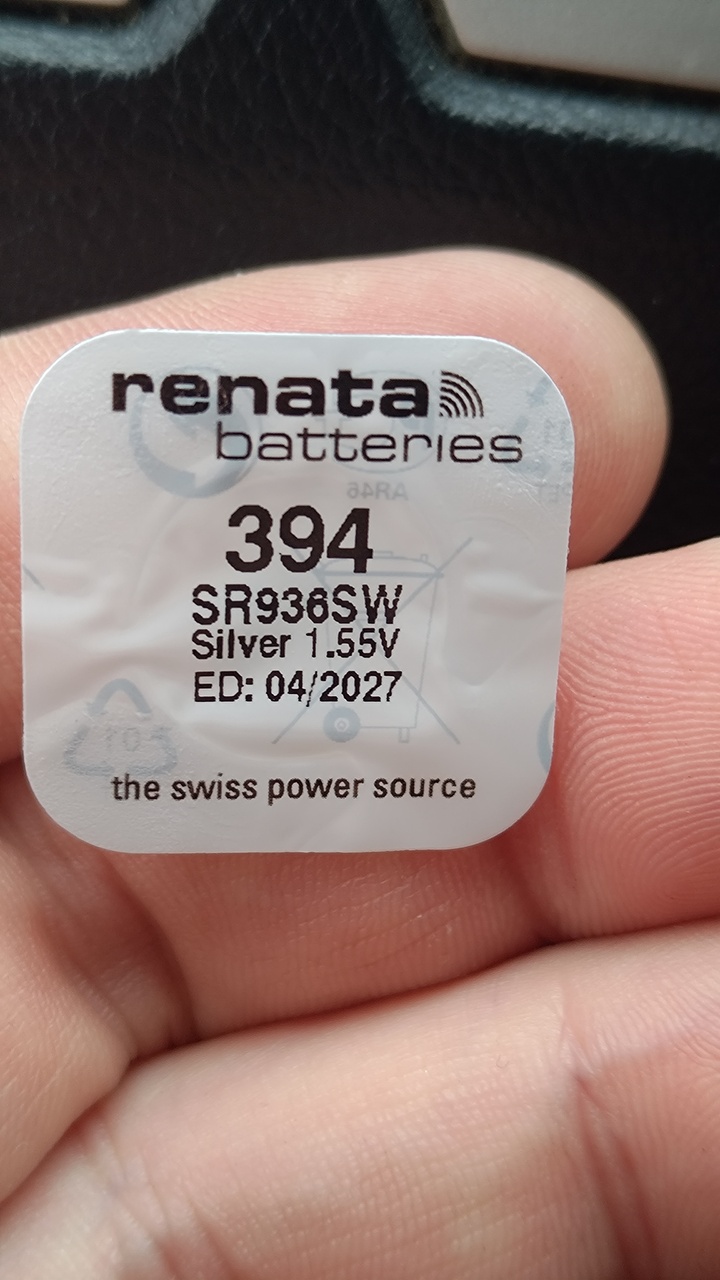 renata
batteries
394
SR936SW
Silver 1.55V
ED: 04/2027
the swiss power source